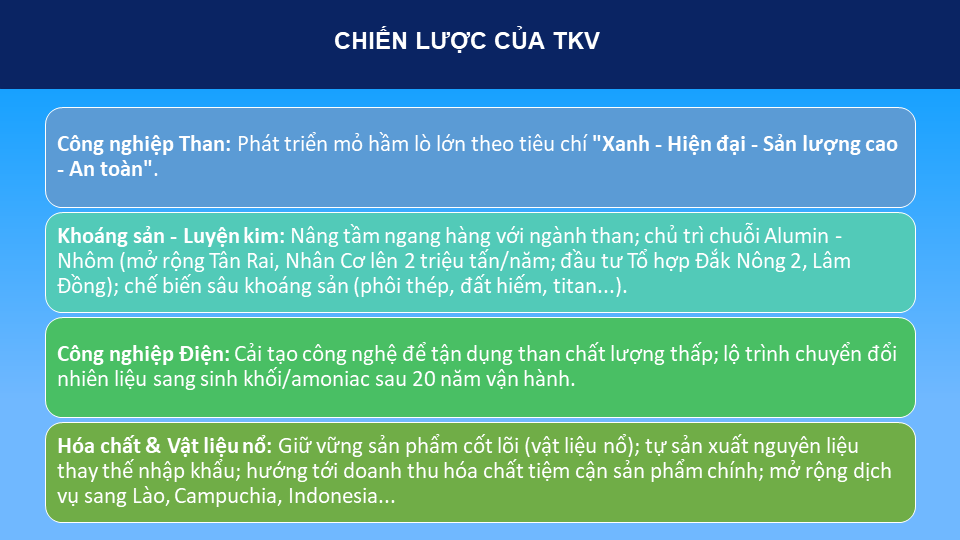 CHIẾN LƯỢC CỦA TKV
Công nghiệp Than: Phát triển mỏ hầm lò lớn theo tiêu chí "Xanh - Hiện đại - Sản lượng cao
- An toàn".
Khoáng sản - Luyện kim: Nâng tầm ngang hàng với ngành than; chủ trì chuỗi Alumin -
Nhôm (mở rộng Tân Rai, Nhân Cơ lên 2 triệu tấn/năm; đầu tư Tổ hợp Đắk Nông 2, Lâm
Đồng); chế biến sâu khoáng sản (phôi thép, đất hiếm, titan...).
Công nghiệp Điện: Cải tạo công nghệ để tận dụng than chất lượng thấp; lộ trình chuyển đổi
nhiên liệu sang sinh khối/amoniac sau 20 năm vận hành.
Hóa chất & Vật liệu nổ: Giữ vững sản phẩm cốt lõi (vật liệu nổ); tự sản xuất nguyên liệu
thay thế nhập khẩu; hướng tới doanh thu hóa chất tiệm cận sản phẩm chính; mở rộng dịch
vụ sang Lào, Campuchia, Indonesia...